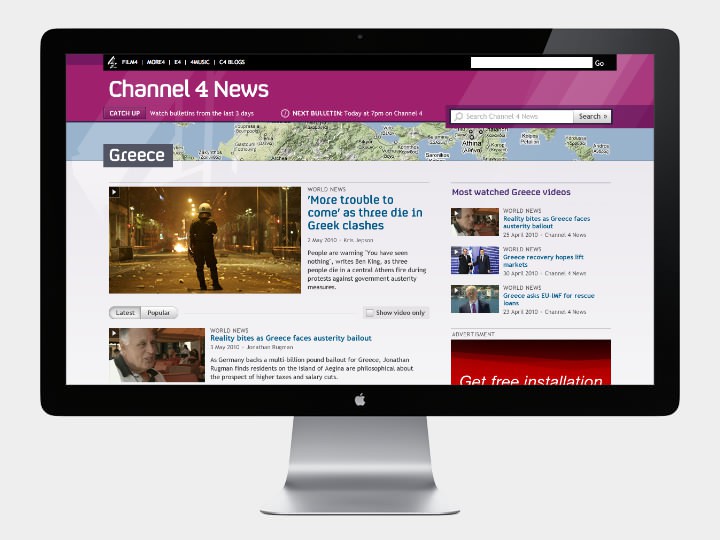 FILM4 | MORE4 | E4 | 4MUSIC | C4 BLOGS
Go
Channel 4 News
CATCH UP Watch bulletins from the last 3 days
NEXT BULLETIN: Today at 7pm on Channel 4
Search Channel 4 News
Search »
Athina
Greece
WORLD NEWS
'More trouble to
come' as three die in
Greek clashes
People are warning "You have seen
nothing", writes Ben King, as three
people die in a central Athens fire during
protests against government austerity
measures.
Most watched Greece videos
WORLD NEWS
Reality bites as Greece faces
austerity bailout
25 April 2010 - Channel 4 News
WORLD NEWS
Greece recovery hopes lift
markets
30 April 2010 - Channel 4 News
WORLD NEWS
Greece asks EU-IMF for rescue
loans
23 April 2010 - Channel 4 News
Latest
Popular
Show video only
WORLD NEWS
Reality bites as Greece faces austerity bailout
3 May 2010 - Jonathan Rugman
As Germany backs a multi-billion pound bailout for Greece, Jonathan
Rugman finds residents on the island of Aegina are philosophical about
the prospect of higher taxes and salary cuts.
ADVERTISMENT
Get free installation